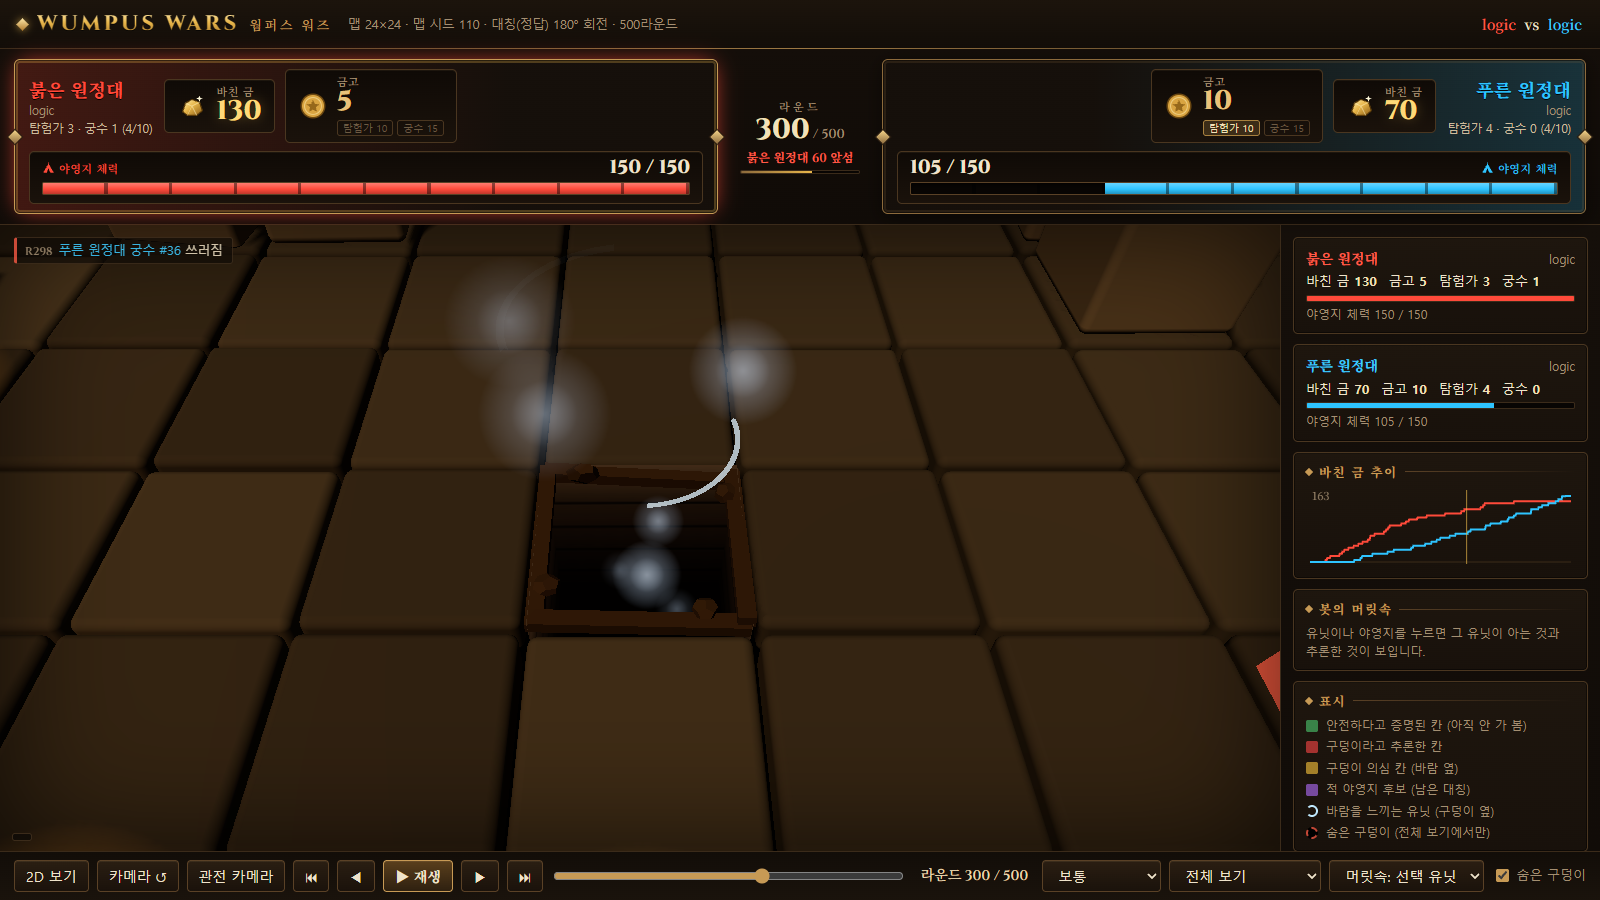 WUMPUS WARS 웜퍼스 워즈 맵 24×24 · 맵 시드 110 · 대칭(정답) 180° 회전 · 500라운드
logic vs logic
붉은 원정대
logic
탐험가 3 · 궁수 1 (4/10)
바친 금
130
금고
5
탐험가 10 궁수 15
야영지 체력
150 / 150
라운드
300 / 500
붉은 원정대 60 앞섬
금고
10
탐험가 10 궁수 15
바친 금
70
푸른 원정대
logic
탐험가 4 · 궁수 0 (4/10)
105 / 150
야영지 체력
R298 푸른 원정대 궁수 #36 쓰러짐
붉은 원정대 logic
바친 금 130 금고 5 탐험가 3 궁수 1
야영지 체력 150 / 150
푸른 원정대 logic
바친 금 70 금고 10 탐험가 4 궁수 0
야영지 체력 105 / 150
바친 금 추이
163
봇의 머릿속
유닛이나 야영지를 누르면 그 유닛이 아는 것과
추론한 것이 보입니다.
표시
안전하다고 증명된 칸 (아직 안 가 봄)
구덩이라고 추론한 칸
구덩이 의심 칸 (바람 옆)
적 야영지 후보 (남은 대칭)
바람을 느끼는 유닛 (구덩이 옆)
숨은 구덩이 (전체 보기에서만)
2D 보기 카메라 ↺ 관전 카메라 ⏮ ◀ ▶ 재생 ▶ ⏭ 라운드 300 / 500 보통 전체 보기 머릿속: 선택 유닛 숨은 구덩이